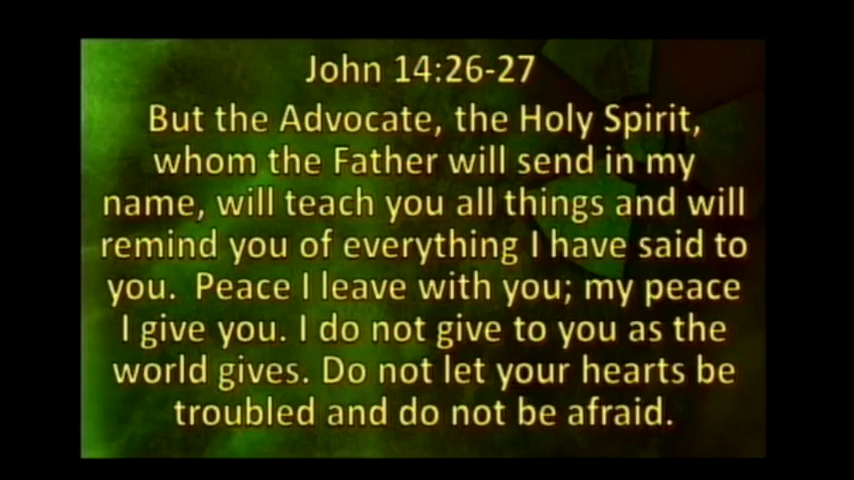 John 14:26-27
But the Advocate, the Holy Spirit,
whom the Father will send in my
name, will teach you all things and will
remind you of everything I have said to
you.  Peace I leave with you; my peace
I give you. I do not give to you as the
world gives. Do not let your hearts be
troubled and do not be afraid.